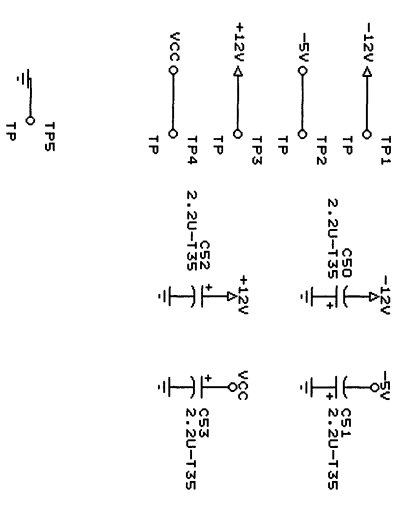 -12V
TP1
TP
-5V
TP2
TP
+12V
TP3
TP
VCC
TP4
TP
TP5
TP
-12V
C50
2.2U-T35
+
-5V
C51
2.2U-T35
+
+12V
C52
2.2U-T35
+
VCC
C53
2.2U-T35
+